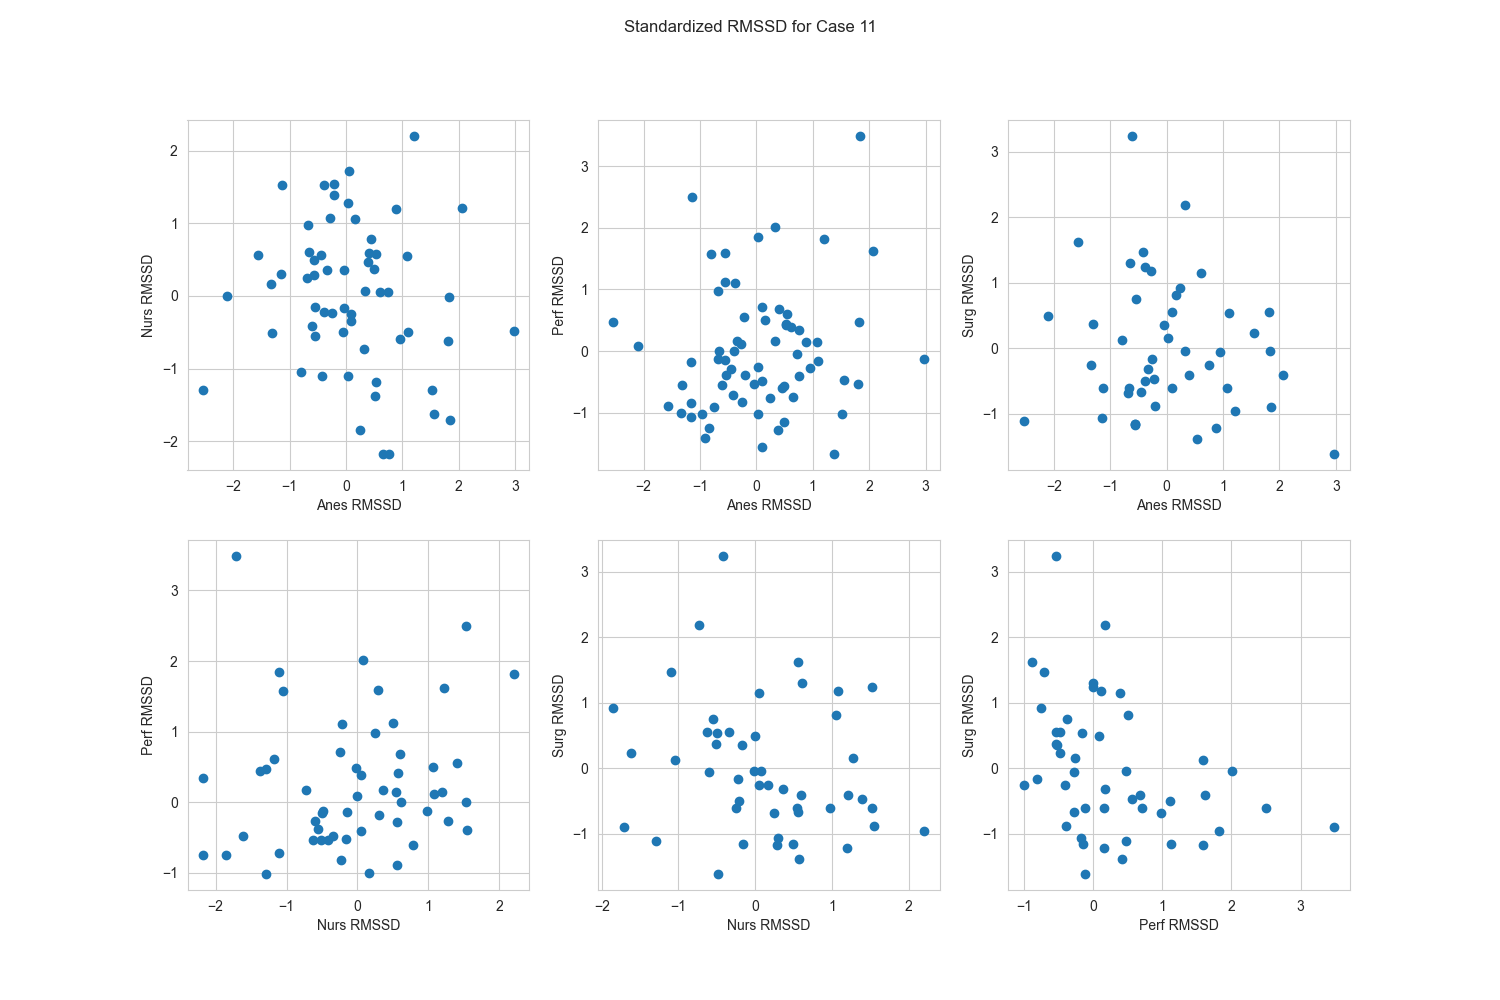 Standardized RMSSD for Case 11
2
1
0
−1
−2
Nurs RMSSD
−2 −1 0 1 2 3
Anes RMSSD
3
2
1
0
−1
Perf RMSSD
−2 −1 0 1 2 3
Anes RMSSD
3
2
1
0
−1
Surg RMSSD
−2 −1 0 1 2 3
Anes RMSSD
3
2
1
0
−1
Perf RMSSD
−2 −1 0 1 2
Nurs RMSSD
3
2
1
0
−1
Surg RMSSD
−2 −1 0 1 2
Nurs RMSSD
3
2
1
0
−1
Surg RMSSD
−1 0 1 2 3
Perf RMSSD